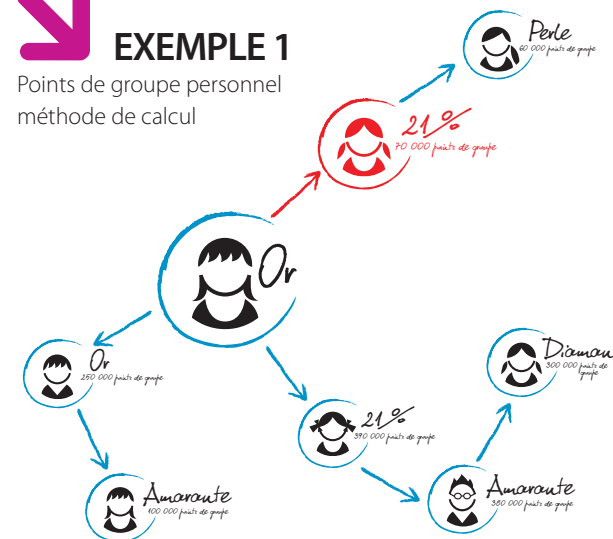 EXEMPLE 1
Points de groupe personnel
méthode de calcul
Perle
60 000 points de groupe
21%
70 000 points de groupe
Or
Or
250 000 points de groupe
Diaman
300 000 points de
groupe
21%
390 000 points de groupe
Amarante
100 000 points de groupe
Amarante
380 000 points de groupe